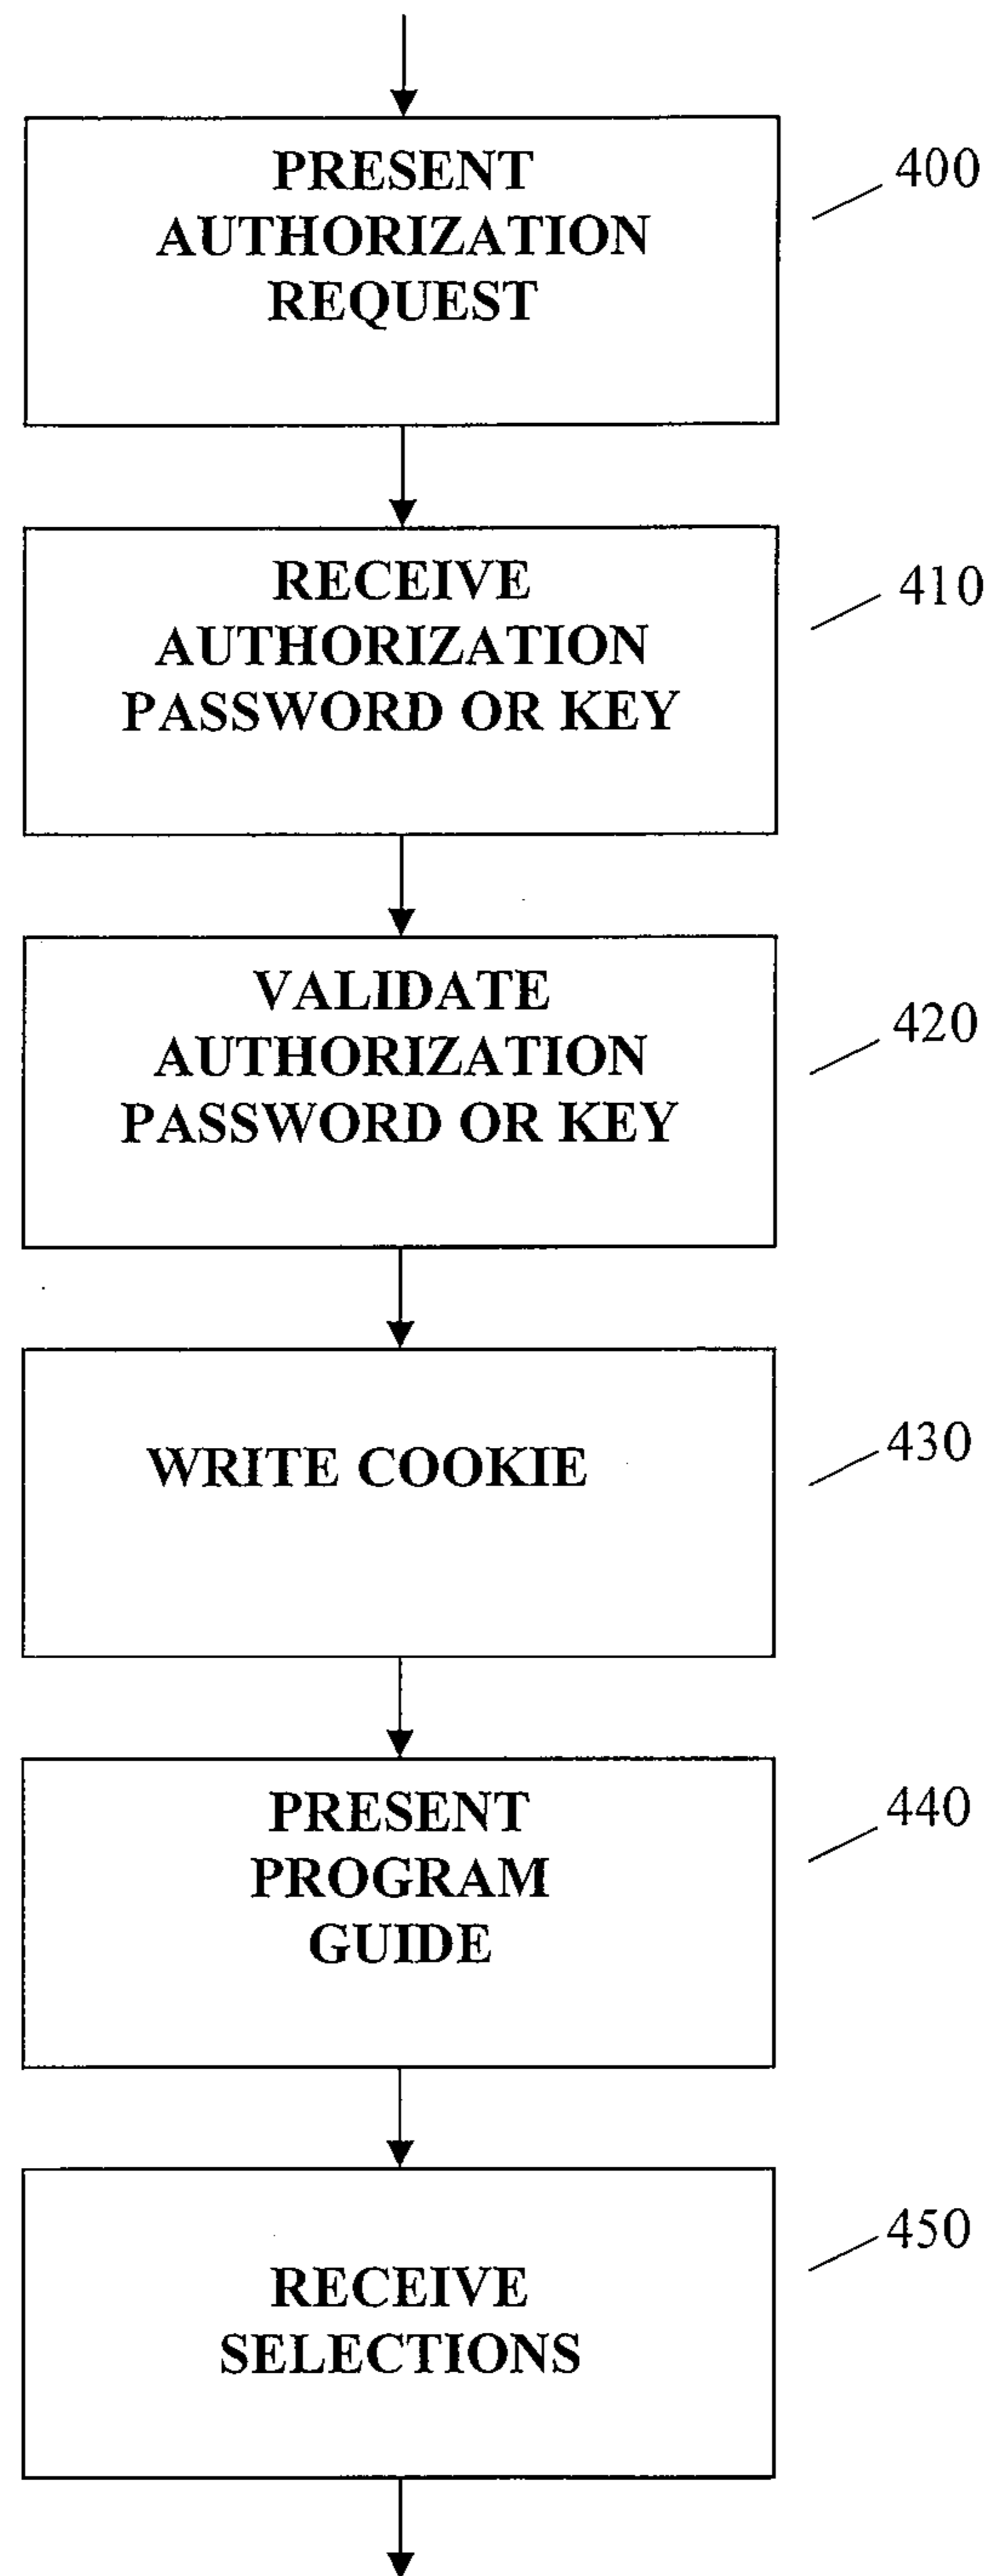 PRESENT
AUTHORIZATION
REQUEST
400
RECEIVE
AUTHORIZATION
PASSWORD OR KEY
410
VALIDATE
AUTHORIZATION
PASSWORD OR KEY
420
WRITE COOKIE
430
PRESENT
PROGRAM
GUIDE
440
RECEIVE
SELECTIONS
450